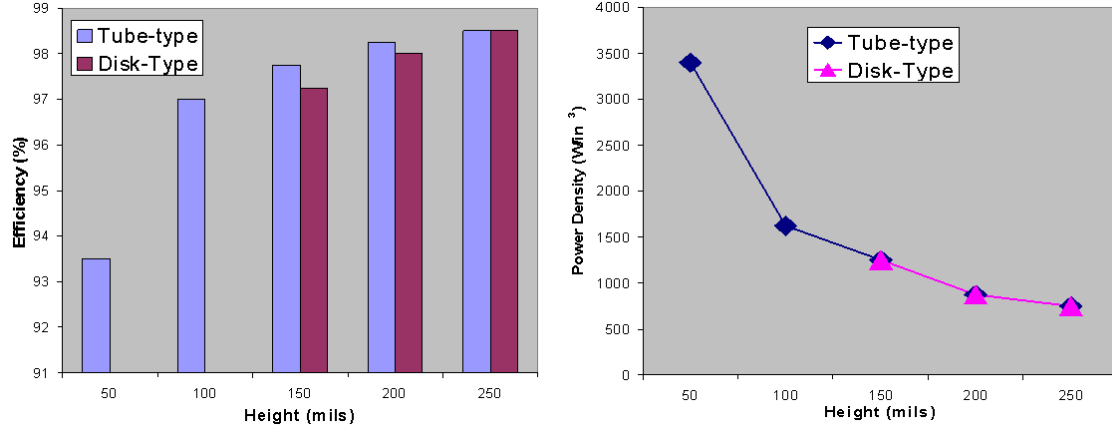 99
98
97
96
95
94
93
92
91
Efficiency (%)
Tube-type
Disk-Type
50 100 150 200 250
Height (mils)
4000
3500
3000
2500
2000
1500
1000
500
0
Power Density (W/in ³)
Tube-type
Disk-Type
50 100 150 200 250
Height (mils)